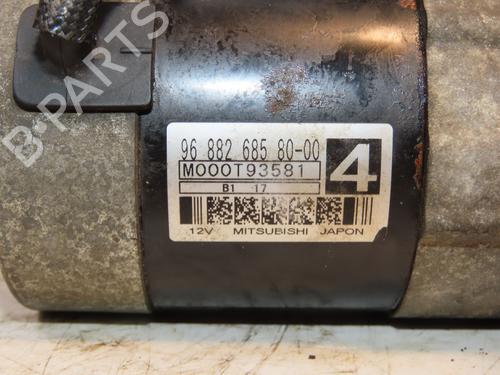 96 882 685 80-00
M000T93581
4
B1 17
12V MITSUBISHI JAPON
B-PARTS